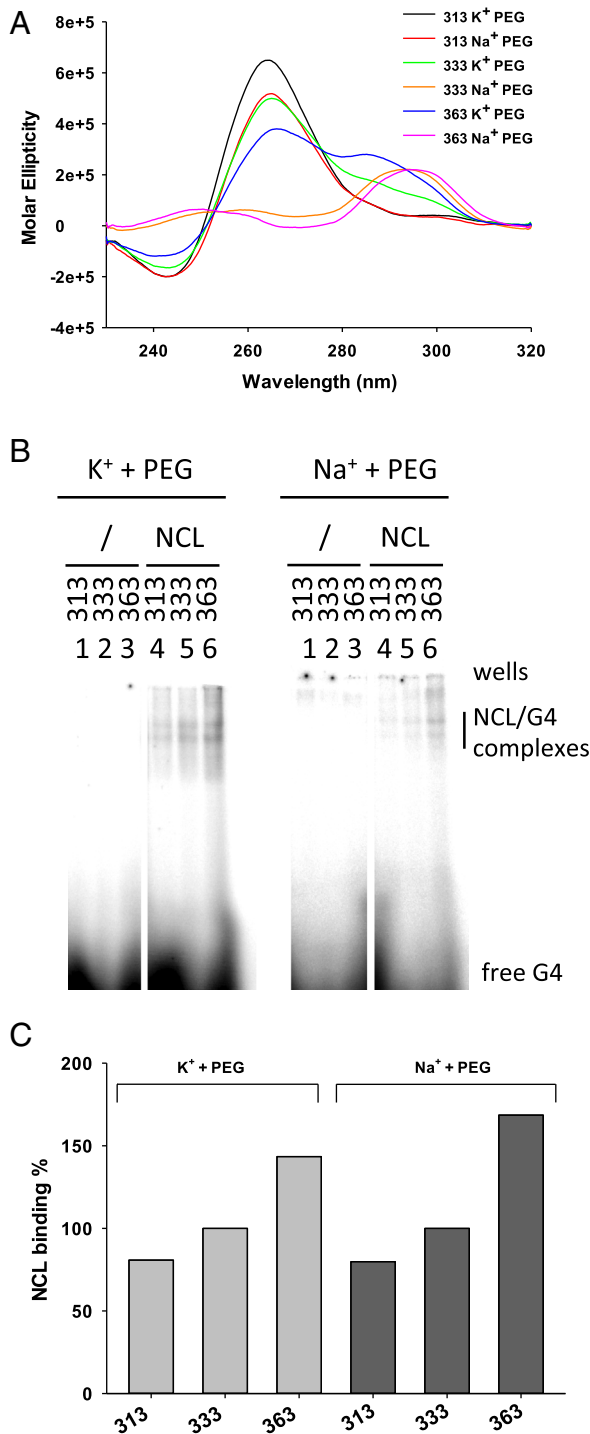 A
8e+5
6e+5
4e+5
2e+5
0
-2e+5
-4e+5
Molar Ellipticity
240 260 280 300 320
Wavelength (nm)
313 K+ PEG
313 Na+ PEG
333 K+ PEG
333 Na+ PEG
363 K+ PEG
363 Na+ PEG
B
K+ + PEG Na+ + PEG
/ NCL / NCL
313 333 363 313 333 363 313 333 363 313 333 363
1 2 3 4 5 6 1 2 3 4 5 6
wells
NCL/G4
complexes
free G4
C
200
150
100
50
0
NCL binding %
K+ + PEG Na+ + PEG
313 333 363 313 333 363